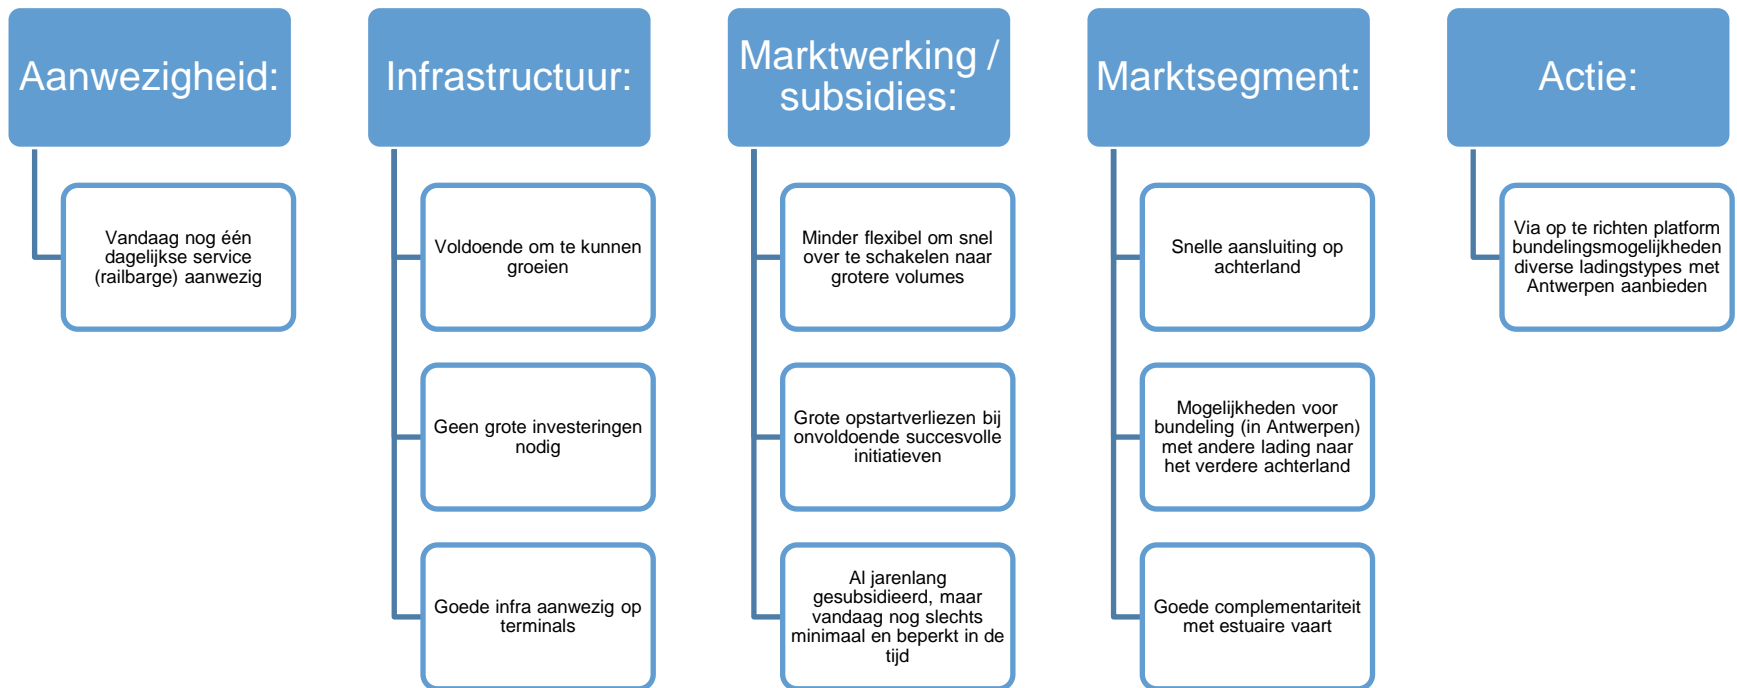 Aanwezigheid:
Vandaag nog één
dagelijkse service
(railbarge) aanwezig
Infrastructuur:
Voldoende om te kunnen
groeien
Geen grote investeringen
nodig
Goede infra aanwezig op
terminals
Marktwerking /
subsidies:
Minder flexibel om snel
over te schakelen naar
grotere volumes
Grote opstartverliezen bij
onvoldoende succesvolle
initiatieven
Al jarenlang
gesubsidieerd, maar
vandaag nog slechts
minimaal en beperkt in de
tijd
Marktsegment:
Snelle aansluiting op
achterland
Mogelijkheden voor
bundeling (in Antwerpen)
met andere lading naar
het verdere achterland
Goede complementariteit
met estuaire vaart
Actie:
Via op te richten platform
bundelingsmogelijkheden
diverse ladingstypes met
Antwerpen aanbieden